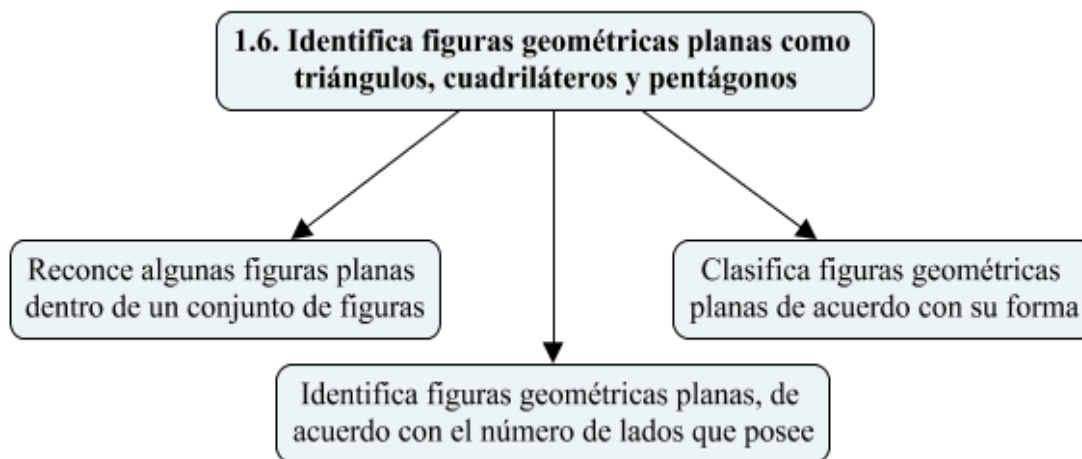 1.6. Identifica figuras geométricas planas como
triángulos, cuadriláteros y pentágonos
Reconce algunas figuras planas
dentro de un conjunto de figuras
Clasifica figuras geométricas
planas de acuerdo con su forma
Identifica figuras geométricas planas, de
acuerdo con el número de lados que posee